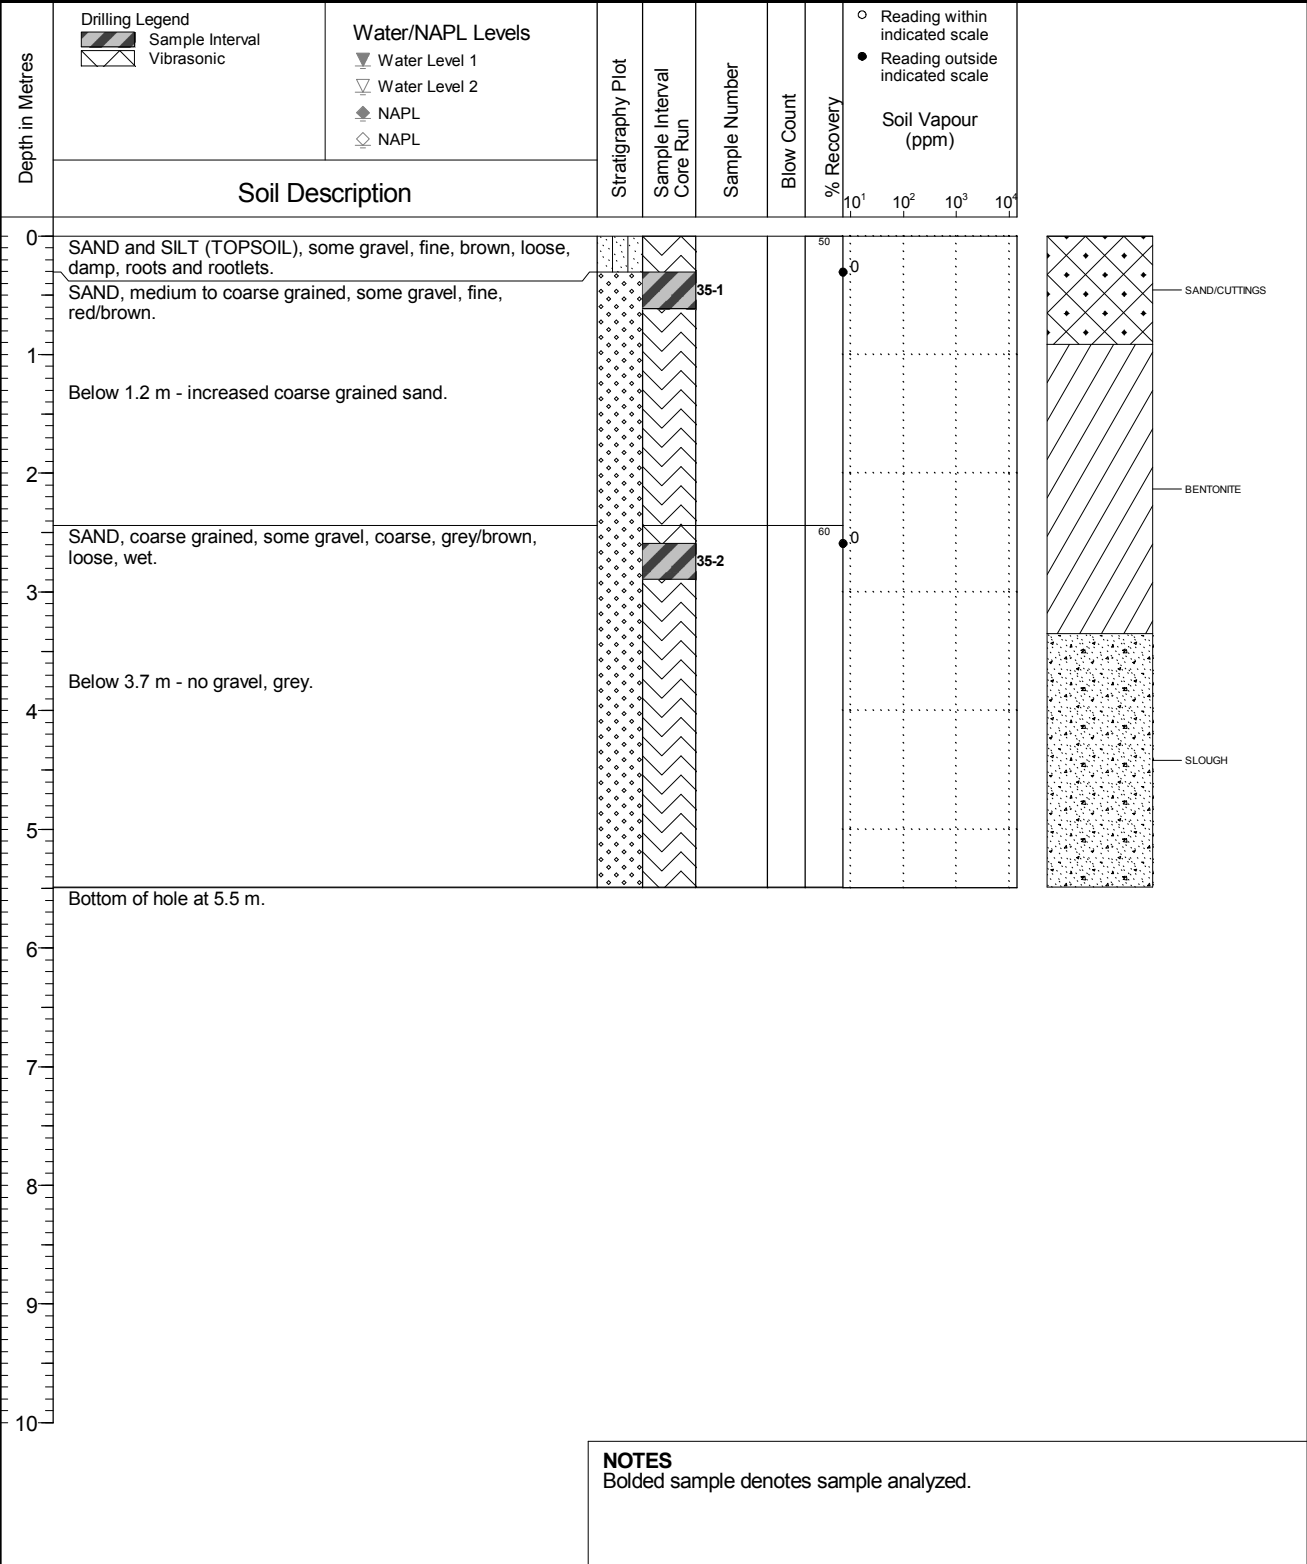 Drilling Legend
Sample Interval
Vibrasonic
Water/NAPL Levels
Water Level 1
Water Level 2
NAPL
NAPL
Reading within
indicated scale
Reading outside
indicated scale
Soil Vapour
(ppm)
Depth in Metres
Soil Description
Stratigraphy Plot
Sample Interval
Core Run
Sample Number
Blow Count
% Recovery
10¹ 10² 10³ 10⁴
0
SAND and SILT (TOPSOIL), some gravel, fine, brown, loose,
damp, roots and rootlets.
50
0
SAND, medium to coarse grained, some gravel, fine,
red/brown.
35-1
SAND/CUTTINGS
1
Below 1.2 m - increased coarse grained sand.
2
BENTONITE
SAND, coarse grained, some gravel, coarse, grey/brown,
loose, wet.
60
0
35-2
3
Below 3.7 m - no gravel, grey.
4
SLOUGH
5
Bottom of hole at 5.5 m.
6
7
8
9
10
NOTES
Bolded sample denotes sample analyzed.